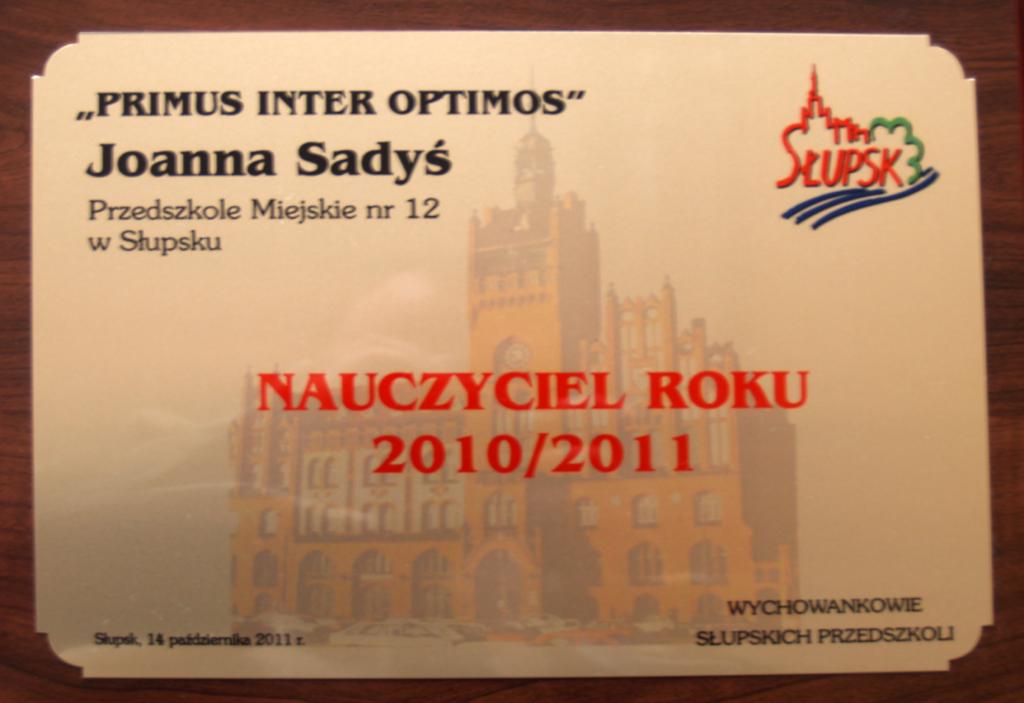 „PRIMUS INTER OPTIMOS”
Joanna Sadyś
Przedszkole Miejskie nr 12
w Słupsku
SŁUPSK
NAUCZYCIEL ROKU
2010/2011
WYCHOWANKOWIE
SŁUPSKICH PRZEDSZKOLI
Słupsk, 14 października 2011 r.